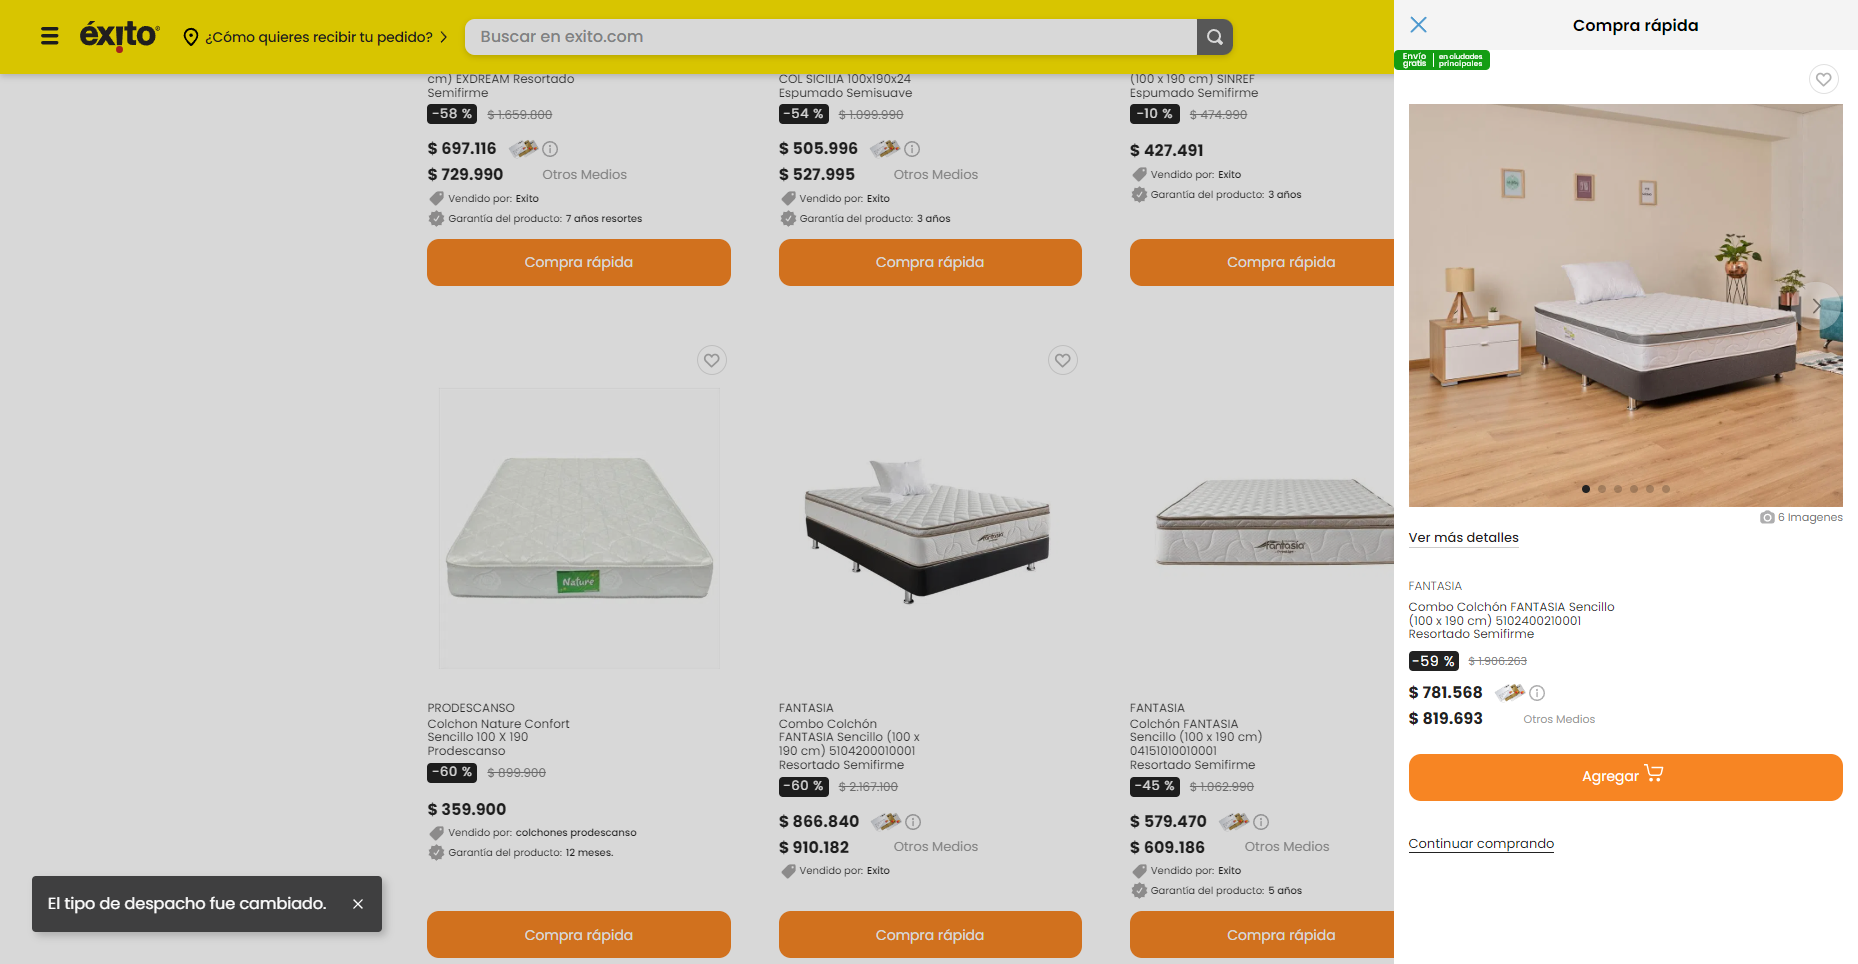 éxito
¿Cómo quieres recibir tu pedido?
Buscar en exito.com
cm) EXDREAM Resortado
Semifirme
-58 % $ 1.659.800
$ 697.116
$ 729.990 Otros Medios
Vendido por: Exito
Garantía del producto: 7 años resortes
Compra rápida
COL SICILIA 100x190x24
Espumado Semisuave
-54 % $ 1.099.990
$ 505.996
$ 527.995 Otros Medios
Vendido por: Exito
Garantía del producto: 3 años
Compra rápida
(100 x 190 cm) SINREF
Espumado Semifirme
-10 % $ 474.990
$ 427.491
Vendido por: Exito
Garantía del producto: 3 años
Compra rápida
Nature
PRODESCANSO
Colchon Nature Confort
Sencillo 100 X 190
Prodescanso
-60 % $ 899.900
$ 359.900
Vendido por: colchones prodescanso
Garantía del producto: 12 meses.
Compra rápida
fantasia
FANTASIA
Combo Colchón
FANTASIA Sencillo (100 x
190 cm) 5104200010001
Resortado Semifirme
-60 % $ 2.167.100
$ 866.840
$ 910.182 Otros Medios
Vendido por: Exito
Compra rápida
fantasia
FANTASIA
Colchón FANTASIA
Sencillo (100 x 190 cm)
04151010010001
Resortado Semifirme
-45 % $ 1.062.990
$ 579.470
$ 609.186 Otros Medios
Vendido por: Exito
Garantía del producto: 5 años
Compra rápida
El tipo de despacho fue cambiado.
Compra rápida
Envío gratis en ciudades principales
6 Imagenes
Ver más detalles
FANTASIA
Combo Colchón FANTASIA Sencillo
(100 x 190 cm) 5102400210001
Resortado Semifirme
-59 % $ 1.906.263
$ 781.568
$ 819.693 Otros Medios
Agregar
Continuar comprando